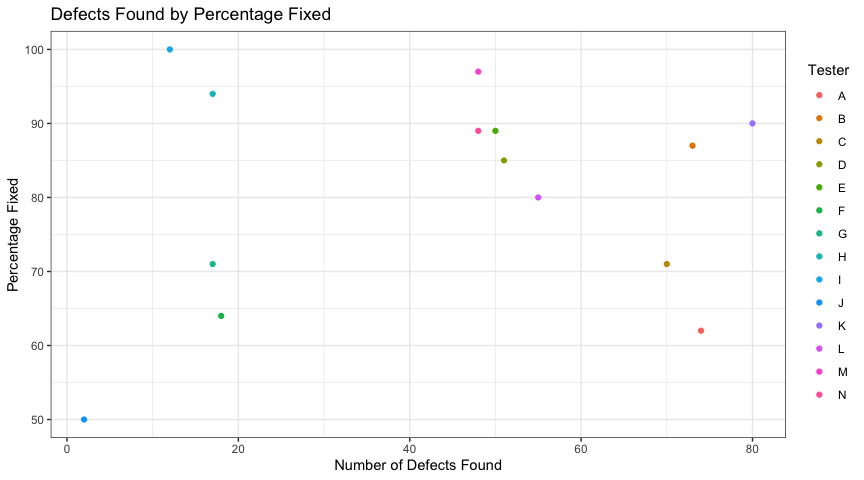 Defects Found by Percentage Fixed
100
90
80
70
60
50
Percentage Fixed
0 20 40 60 80
Number of Defects Found
Tester
A
B
C
D
E
F
G
H
I
J
K
L
M
N